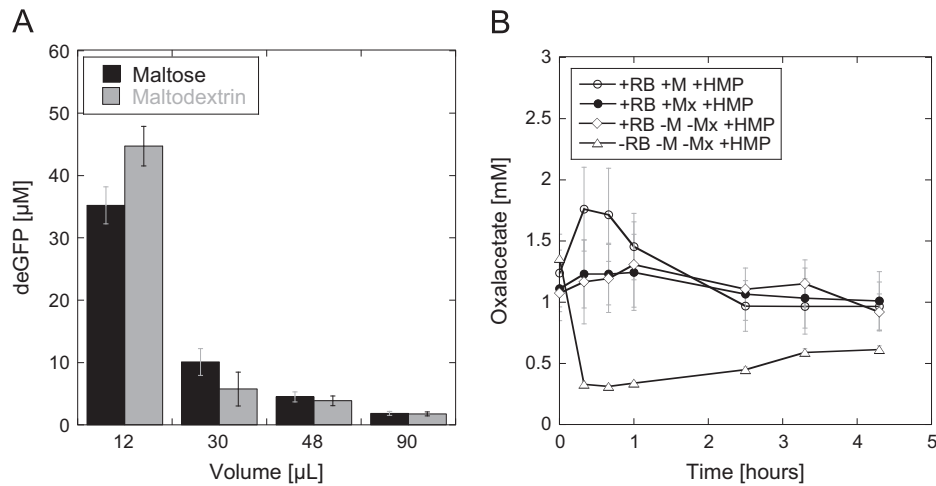 A
60
50
40
30
20
10
0
deGFP [µM]
Maltose
Maltodextrin
12 30 48 90
Volume [µL]
B
3
2.5
2
1.5
1
0.5
0
Oxalacetate [mM]
+RB +M +HMP
+RB +Mx +HMP
+RB -M -Mx +HMP
-RB -M -Mx +HMP
0 1 2 3 4 5
Time [hours]